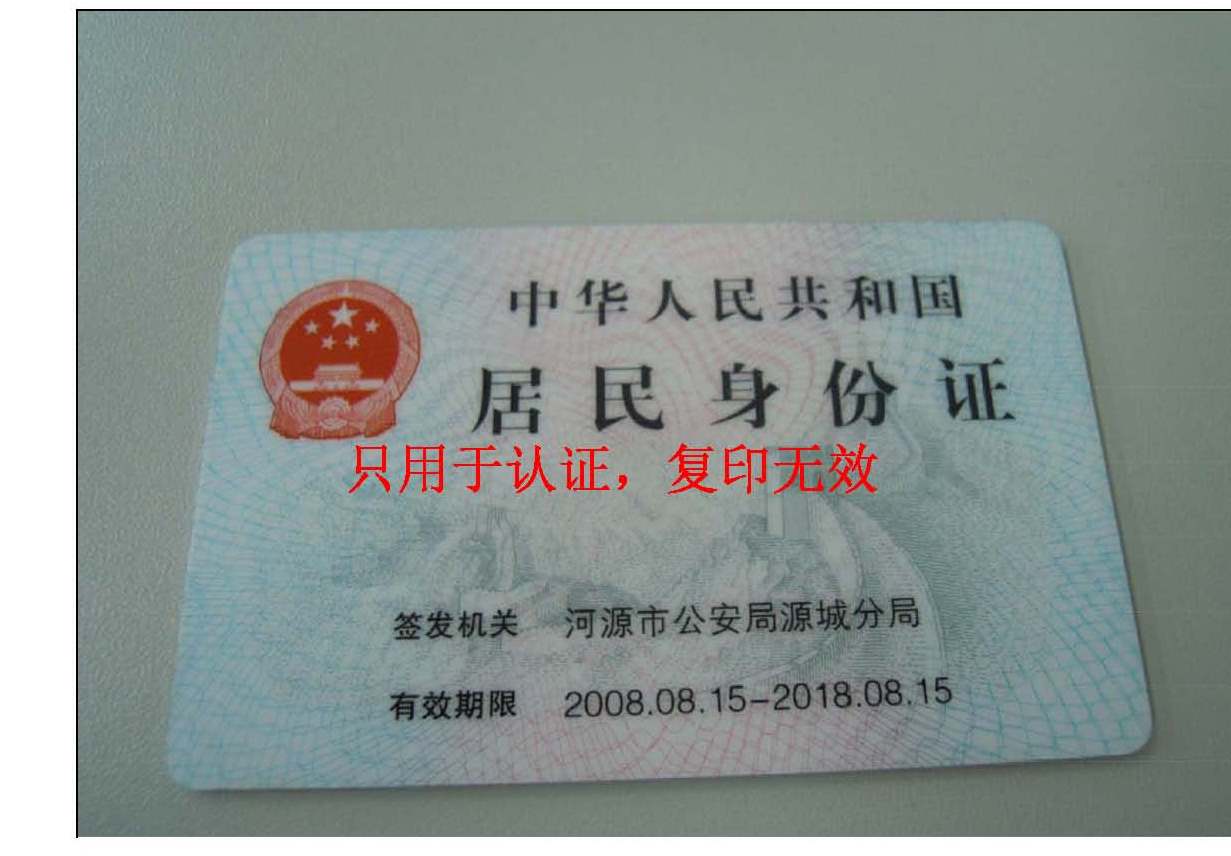 中华人民共和国
居民身份证
只用于认证，复印无效
签发机关 河源市公安局源城分局
有效期限 2008.08.15-2018.08.15